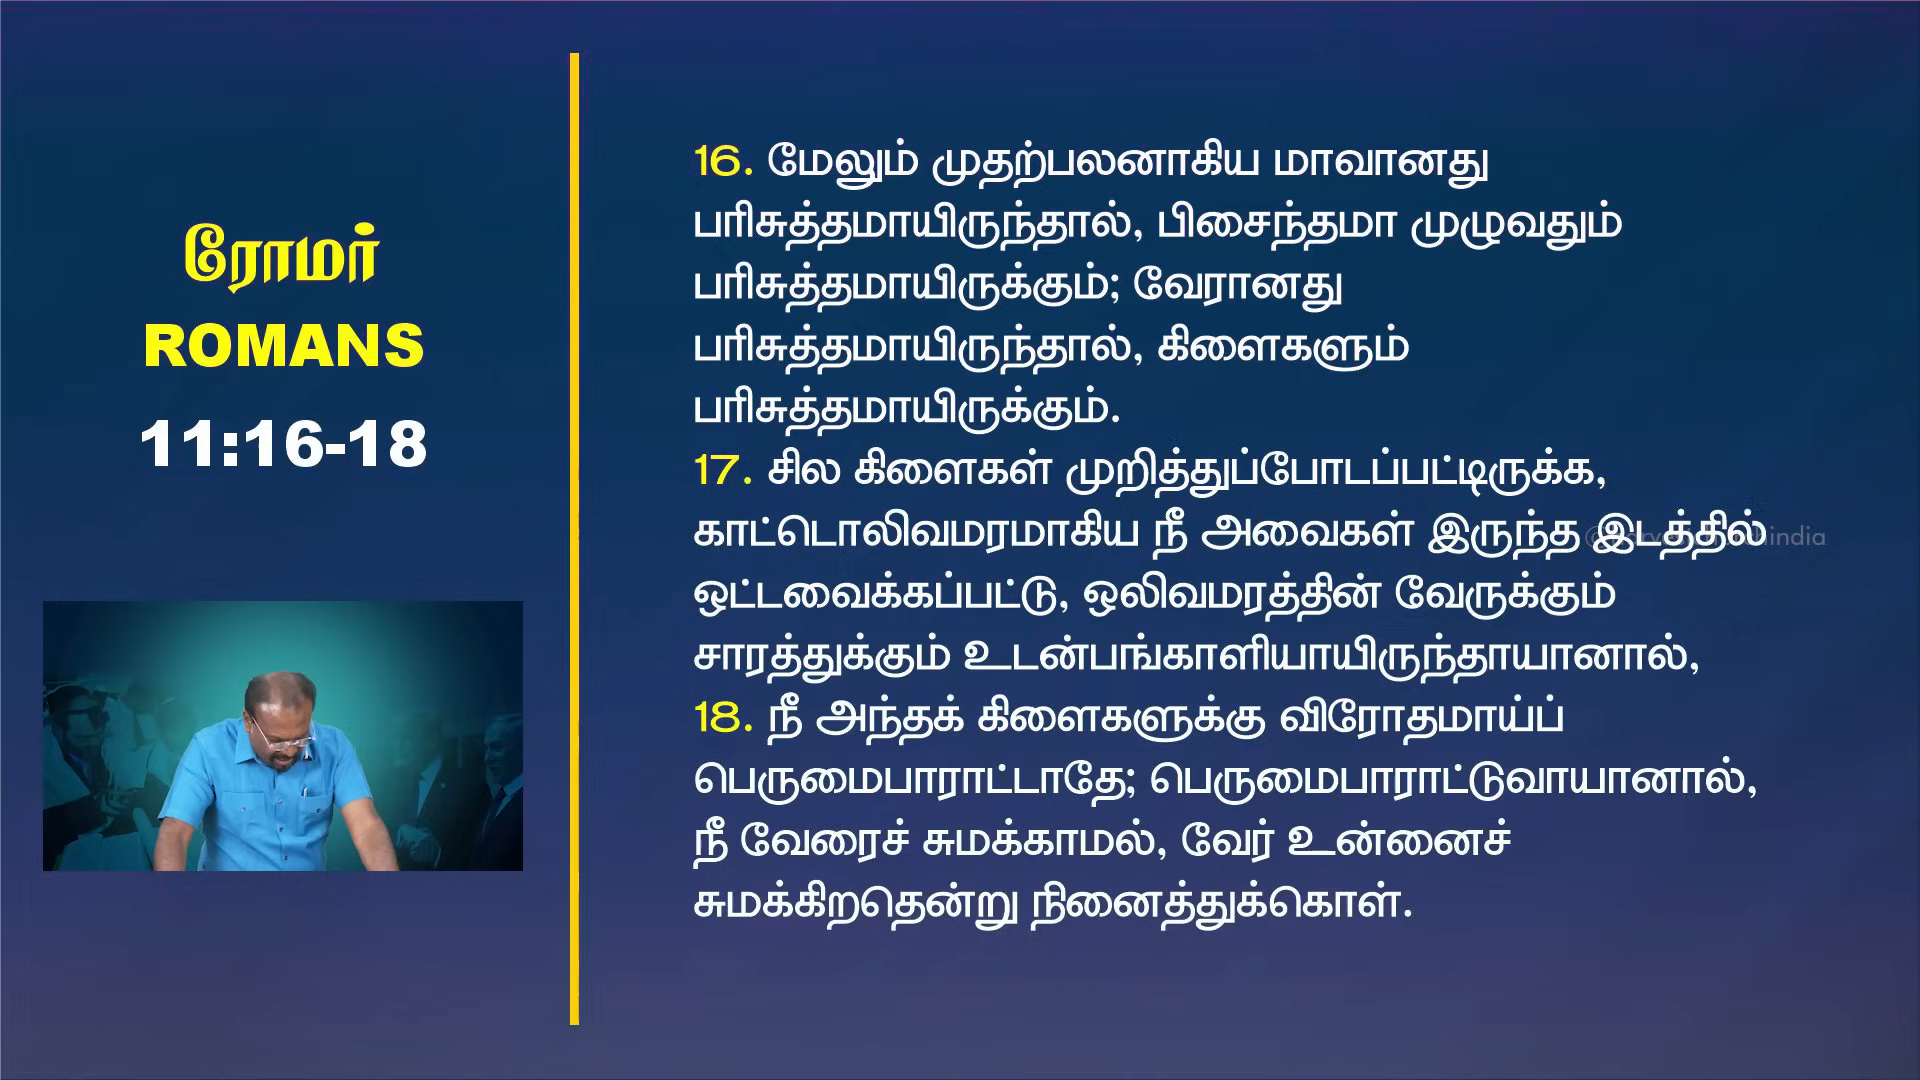 ரோமர்
ROMANS
11:16-18
16. மேலும் முதற்பலனாகிய மாவானது
பரிசுத்தமாயிருந்தால், பிசைந்தமா முழுவதும்
பரிசுத்தமாயிருக்கும்; வேரானது
பரிசுத்தமாயிருந்தால், கிளைகளும்
பரிசுத்தமாயிருக்கும்.
17. சில கிளைகள் முறித்துப்போடப்பட்டிருக்க,
காட்டொலிவமரமாகிய நீ அவைகள் இருந்த இடத்தில்
ஒட்டவைக்கப்பட்டு, ஒலிவமரத்தின் வேருக்கும்
சாரத்துக்கும் உடன்பங்காளியாயிருந்தாயானால்,
18. நீ அந்தக் கிளைகளுக்கு விரோதமாய்ப்
பெருமைபாராட்டாதே; பெருமைபாராட்டுவாயானால்,
நீ வேரைச் சுமக்காமல், வேர் உன்னைச்
சுமக்கிறதென்று நினைத்துக்கொள்.